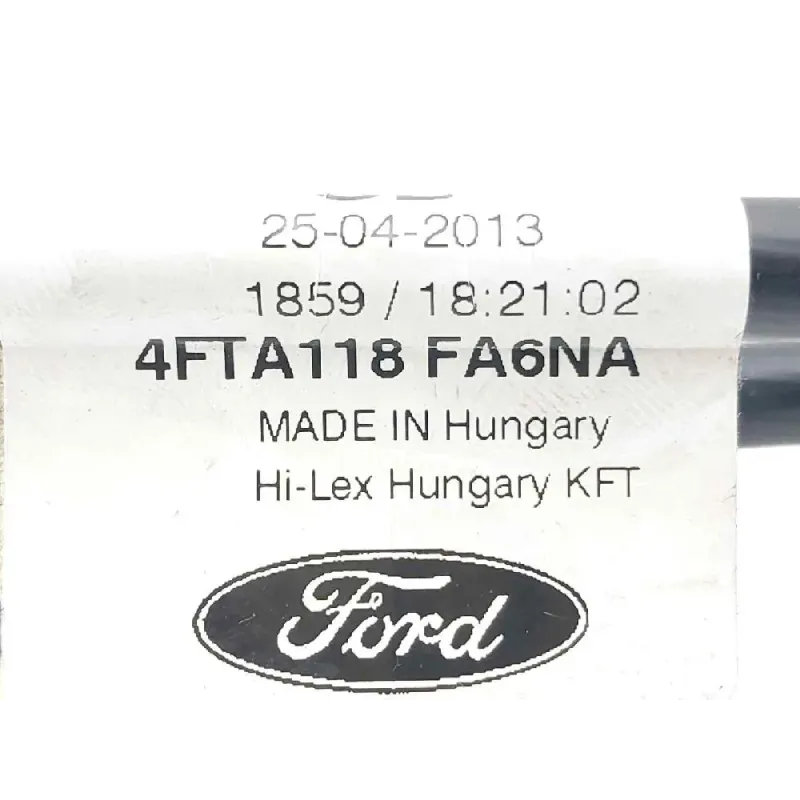 25-04-2013
1859 / 18:21:02
4FTA118 FA6NA
MADE IN Hungary
Hi-Lex Hungary KFT
Ford